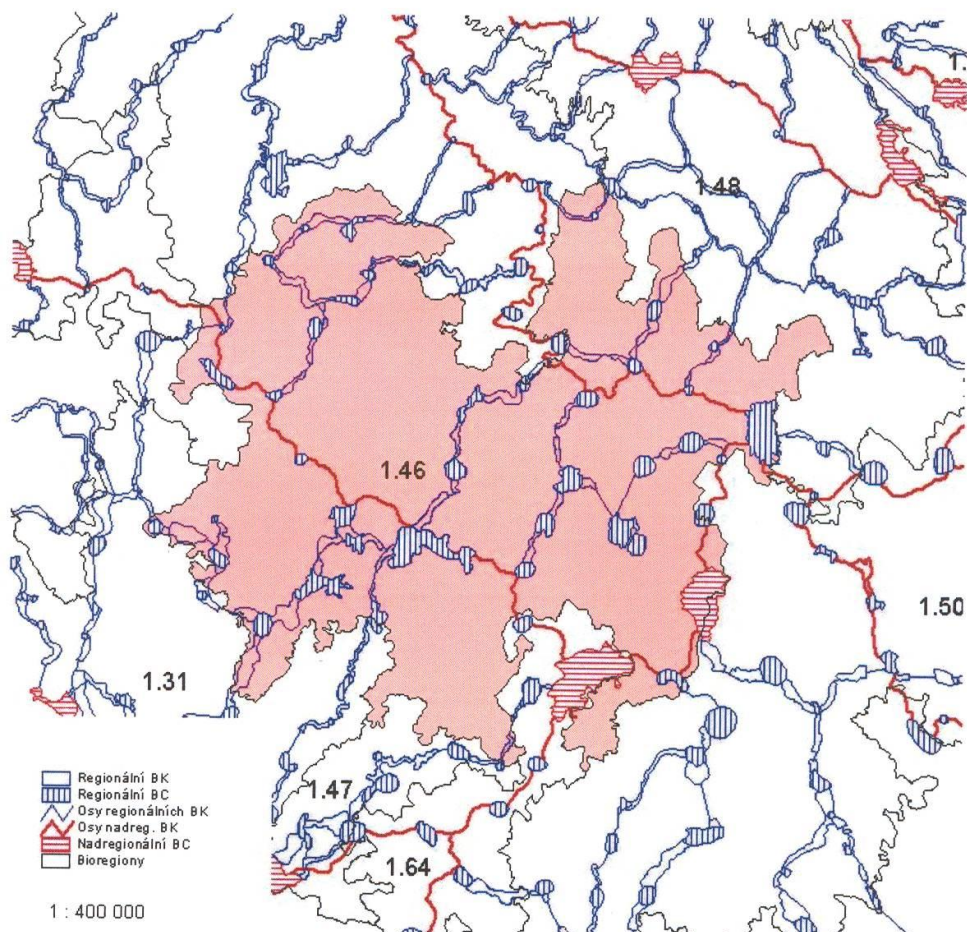 1.
1.48
1.46
1.50
1.31
1.47
1.64
Regionální BK
Regionální BC
Osy regionálních BK
Osy nadreg. BK
Nadregionální BC
Bioregiony
1 : 400 000